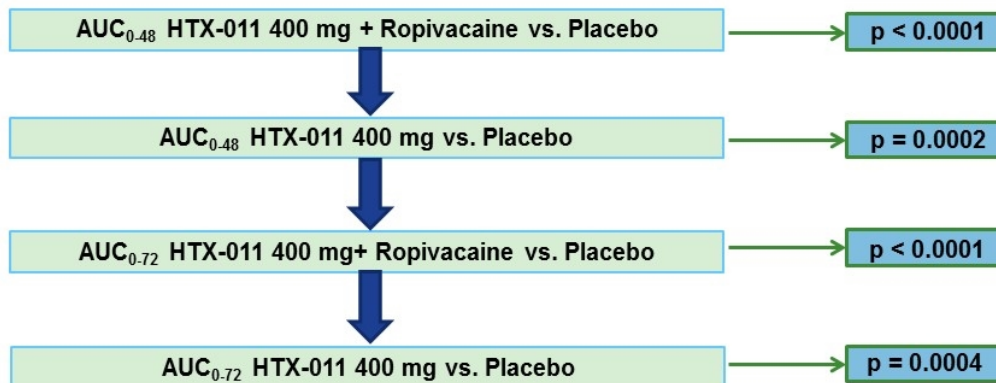 AUC₀₋₄₈ HTX-011 400 mg + Ropivacaine vs. Placebo
p < 0.0001
AUC₀₋₄₈ HTX-011 400 mg vs. Placebo
p = 0.0002
AUC₀₋₇₂ HTX-011 400 mg+ Ropivacaine vs. Placebo
p < 0.0001
AUC₀₋₇₂ HTX-011 400 mg vs. Placebo
p = 0.0004